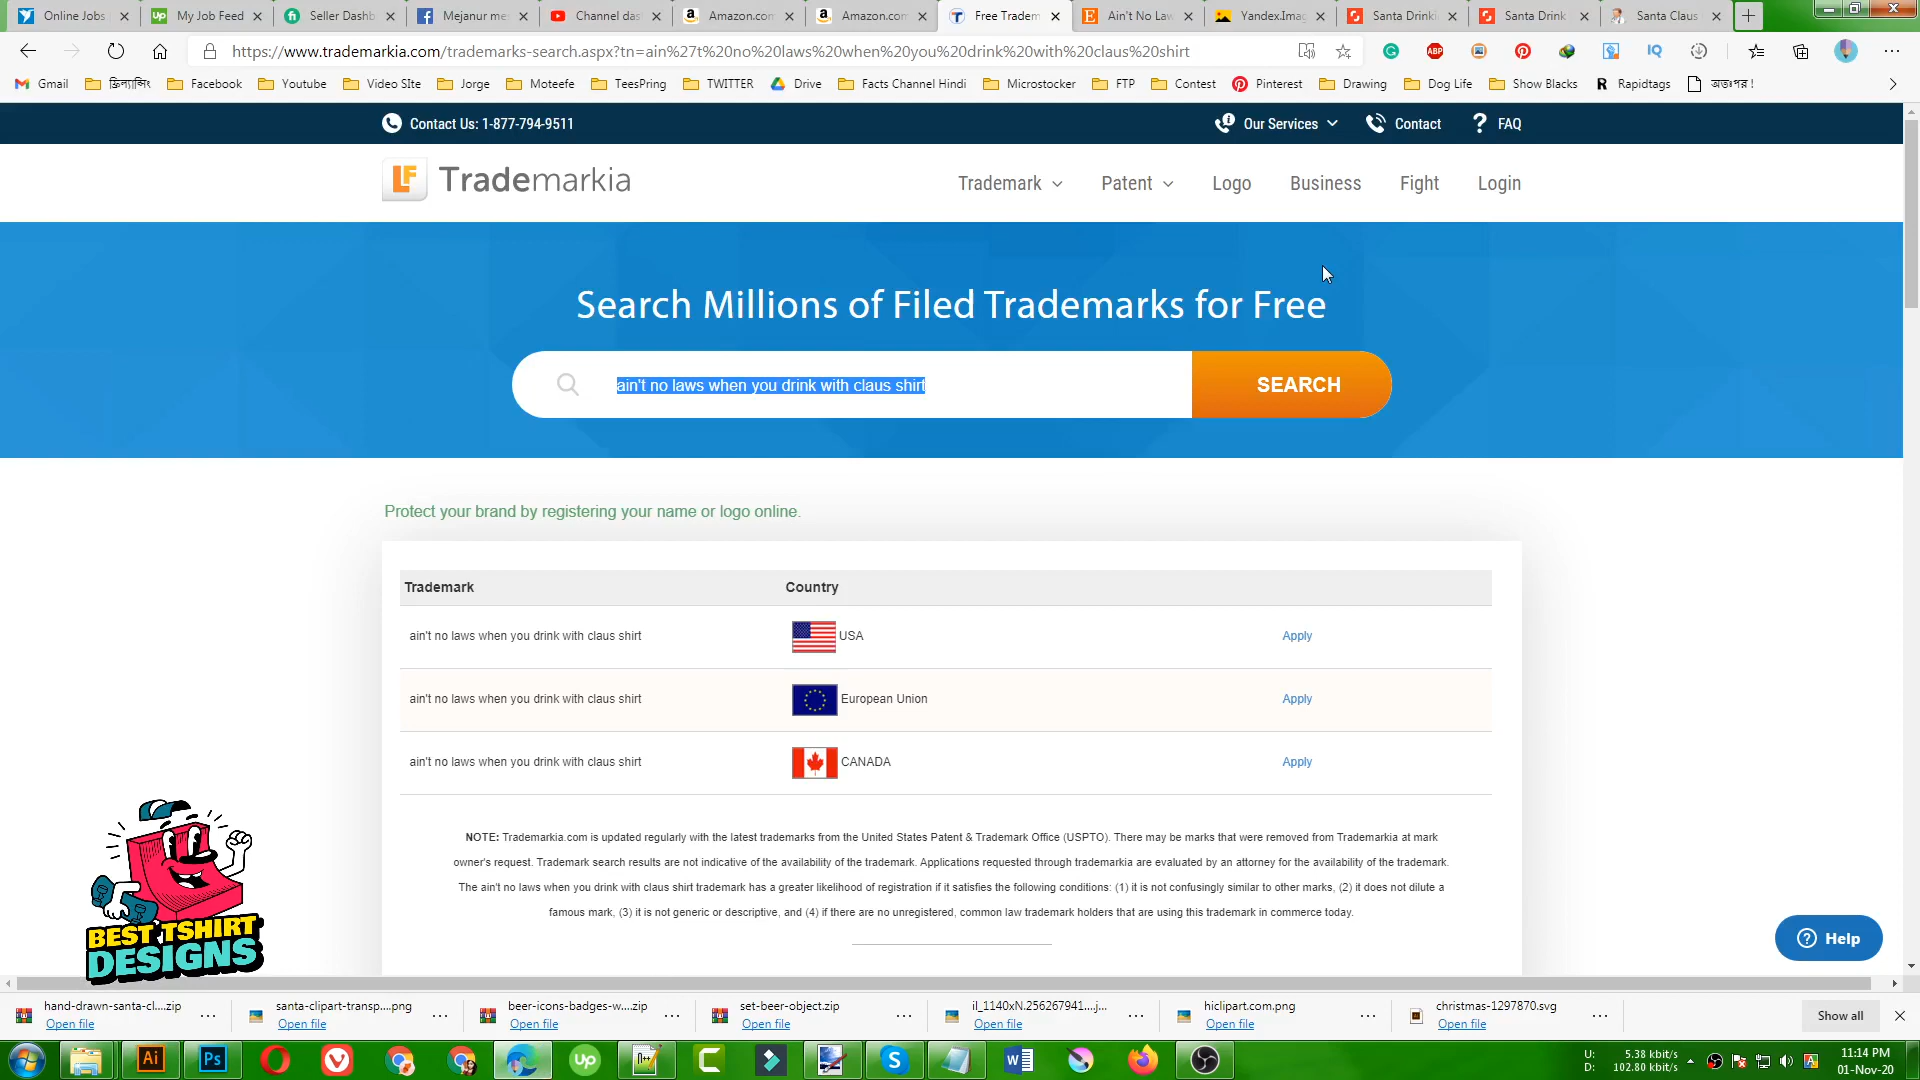 Online Jobs
My Job Feed
Seller Dashb
Mejanur me
Channel das
Amazon.com
Amazon.com
Free Tradem
Ain't No Law
Yandex.Imag
Santa Drinki
Santa Drink
Santa Claus
https://www.trademarkia.com/trademarks-search.aspx?tn=ain%27t%20no%20laws%20when%20you%20drink%20with%20claus%20shirt
Gmail
ফ্রিল্যান্সিং
Facebook
Youtube
Video SIte
Jorge
Moteefe
TeesPring
TWITTER
Drive
Facts Channel Hindi
Microstocker
FTP
Contest
Pinterest
Drawing
Dog Life
Show Blacks
Rapidtags
অতঃপর !
Contact Us: 1-877-794-9511
Our Services
Contact
FAQ
LF Trademarkia
Trademark
Patent
Logo
Business
Fight
Login
Search Millions of Filed Trademarks for Free
ain't no laws when you drink with claus shirt
SEARCH
Protect your brand by registering your name or logo online.
Trademark Country
ain't no laws when you drink with claus shirt USA Apply
ain't no laws when you drink with claus shirt European Union Apply
ain't no laws when you drink with claus shirt CANADA Apply
NOTE: Trademarkia.com is updated regularly with the latest trademarks from the United States Patent & Trademark Office (USPTO). There may be marks that were removed from Trademarkia at mark
owner's request. Trademark search results are not indicative of the availability of the trademark. Applications requested through trademarkia are evaluated by an attorney for the availability of the trademark.
The ain't no laws when you drink with claus shirt trademark has a greater likelihood of registration if it satisfies the following conditions: (1) it is not confusingly similar to other marks, (2) it does not dilute a
famous mark, (3) it is not generic or descriptive, and (4) if there are no unregistered, common law trademark holders that are using this trademark in commerce today.
BEST TSHIRT
DESIGNS
Help
hand-drawn-santa-cl....zip
Open file
santa-clipart-transp....png
Open file
beer-icons-badges-w....zip
Open file
set-beer-object.zip
Open file
il_1140xN.256267941....j...
Open file
hiclipart.com.png
Open file
christmas-1297870.svg
Open file
Show all
U: 5.38 kbit/s
D: 102.80 kbit/s
11:14 PM
01-Nov-20